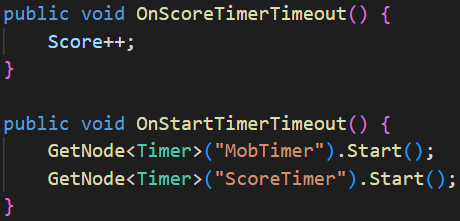 public void OnScoreTimerTimeout() {
    Score++;
}

public void OnStartTimerTimeout() {
    GetNode<Timer>("MobTimer").Start();
    GetNode<Timer>("ScoreTimer").Start();
}